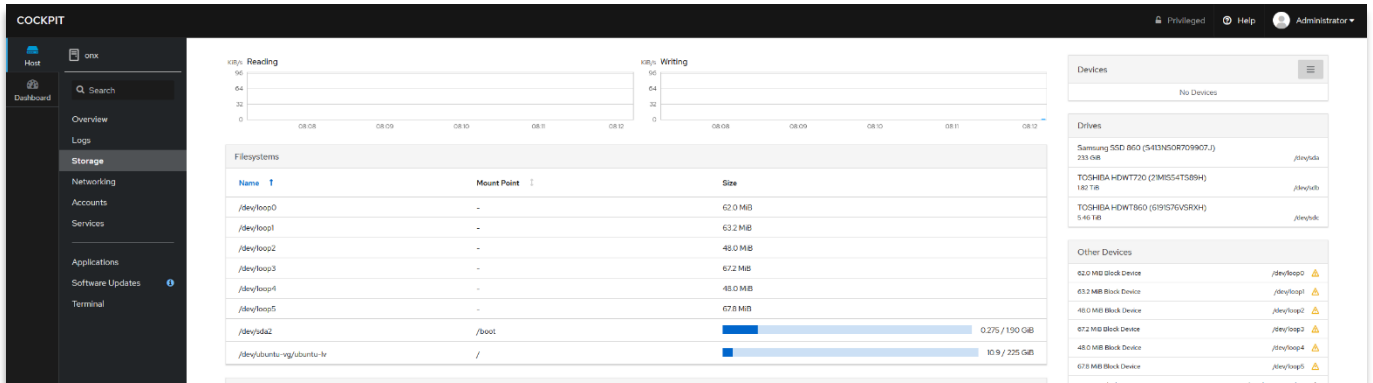 COCKPIT
Privileged Help Administrator
Host
Dashboard
onx
Search
Overview
Logs
Storage
Networking
Accounts
Services
Applications
Software Updates
Terminal
KiB/s Reading
96
64
32
0
08:08 08:09 08:10 08:11 08:12
KiB/s Writing
96
64
32
0
08:08 08:09 08:10 08:11 08:12
Filesystems
Name Mount Point Size
/dev/loop0 - 62.0 MiB
/dev/loop1 - 63.2 MiB
/dev/loop2 - 48.0 MiB
/dev/loop3 - 67.2 MiB
/dev/loop4 - 48.0 MiB
/dev/loop5 - 67.8 MiB
/dev/sda2 /boot 0.275 / 1.90 GiB
/dev/ubuntu-vg/ubuntu-lv / 10.9 / 225 GiB
Devices
No Devices
Drives
Samsung SSD 860 (S413NS0R709907J)
233 GiB /dev/sda
TOSHIBA HDWT720 (21M1S54TS89H)
1.82 TiB /dev/sdb
TOSHIBA HDWT860 (6191S76VSRXH)
5.46 TiB /dev/sdc
Other Devices
62.0 MiB Block Device /dev/loop0
63.2 MiB Block Device /dev/loop1
48.0 MiB Block Device /dev/loop2
67.2 MiB Block Device /dev/loop3
48.0 MiB Block Device /dev/loop4
67.8 MiB Block Device /dev/loop5